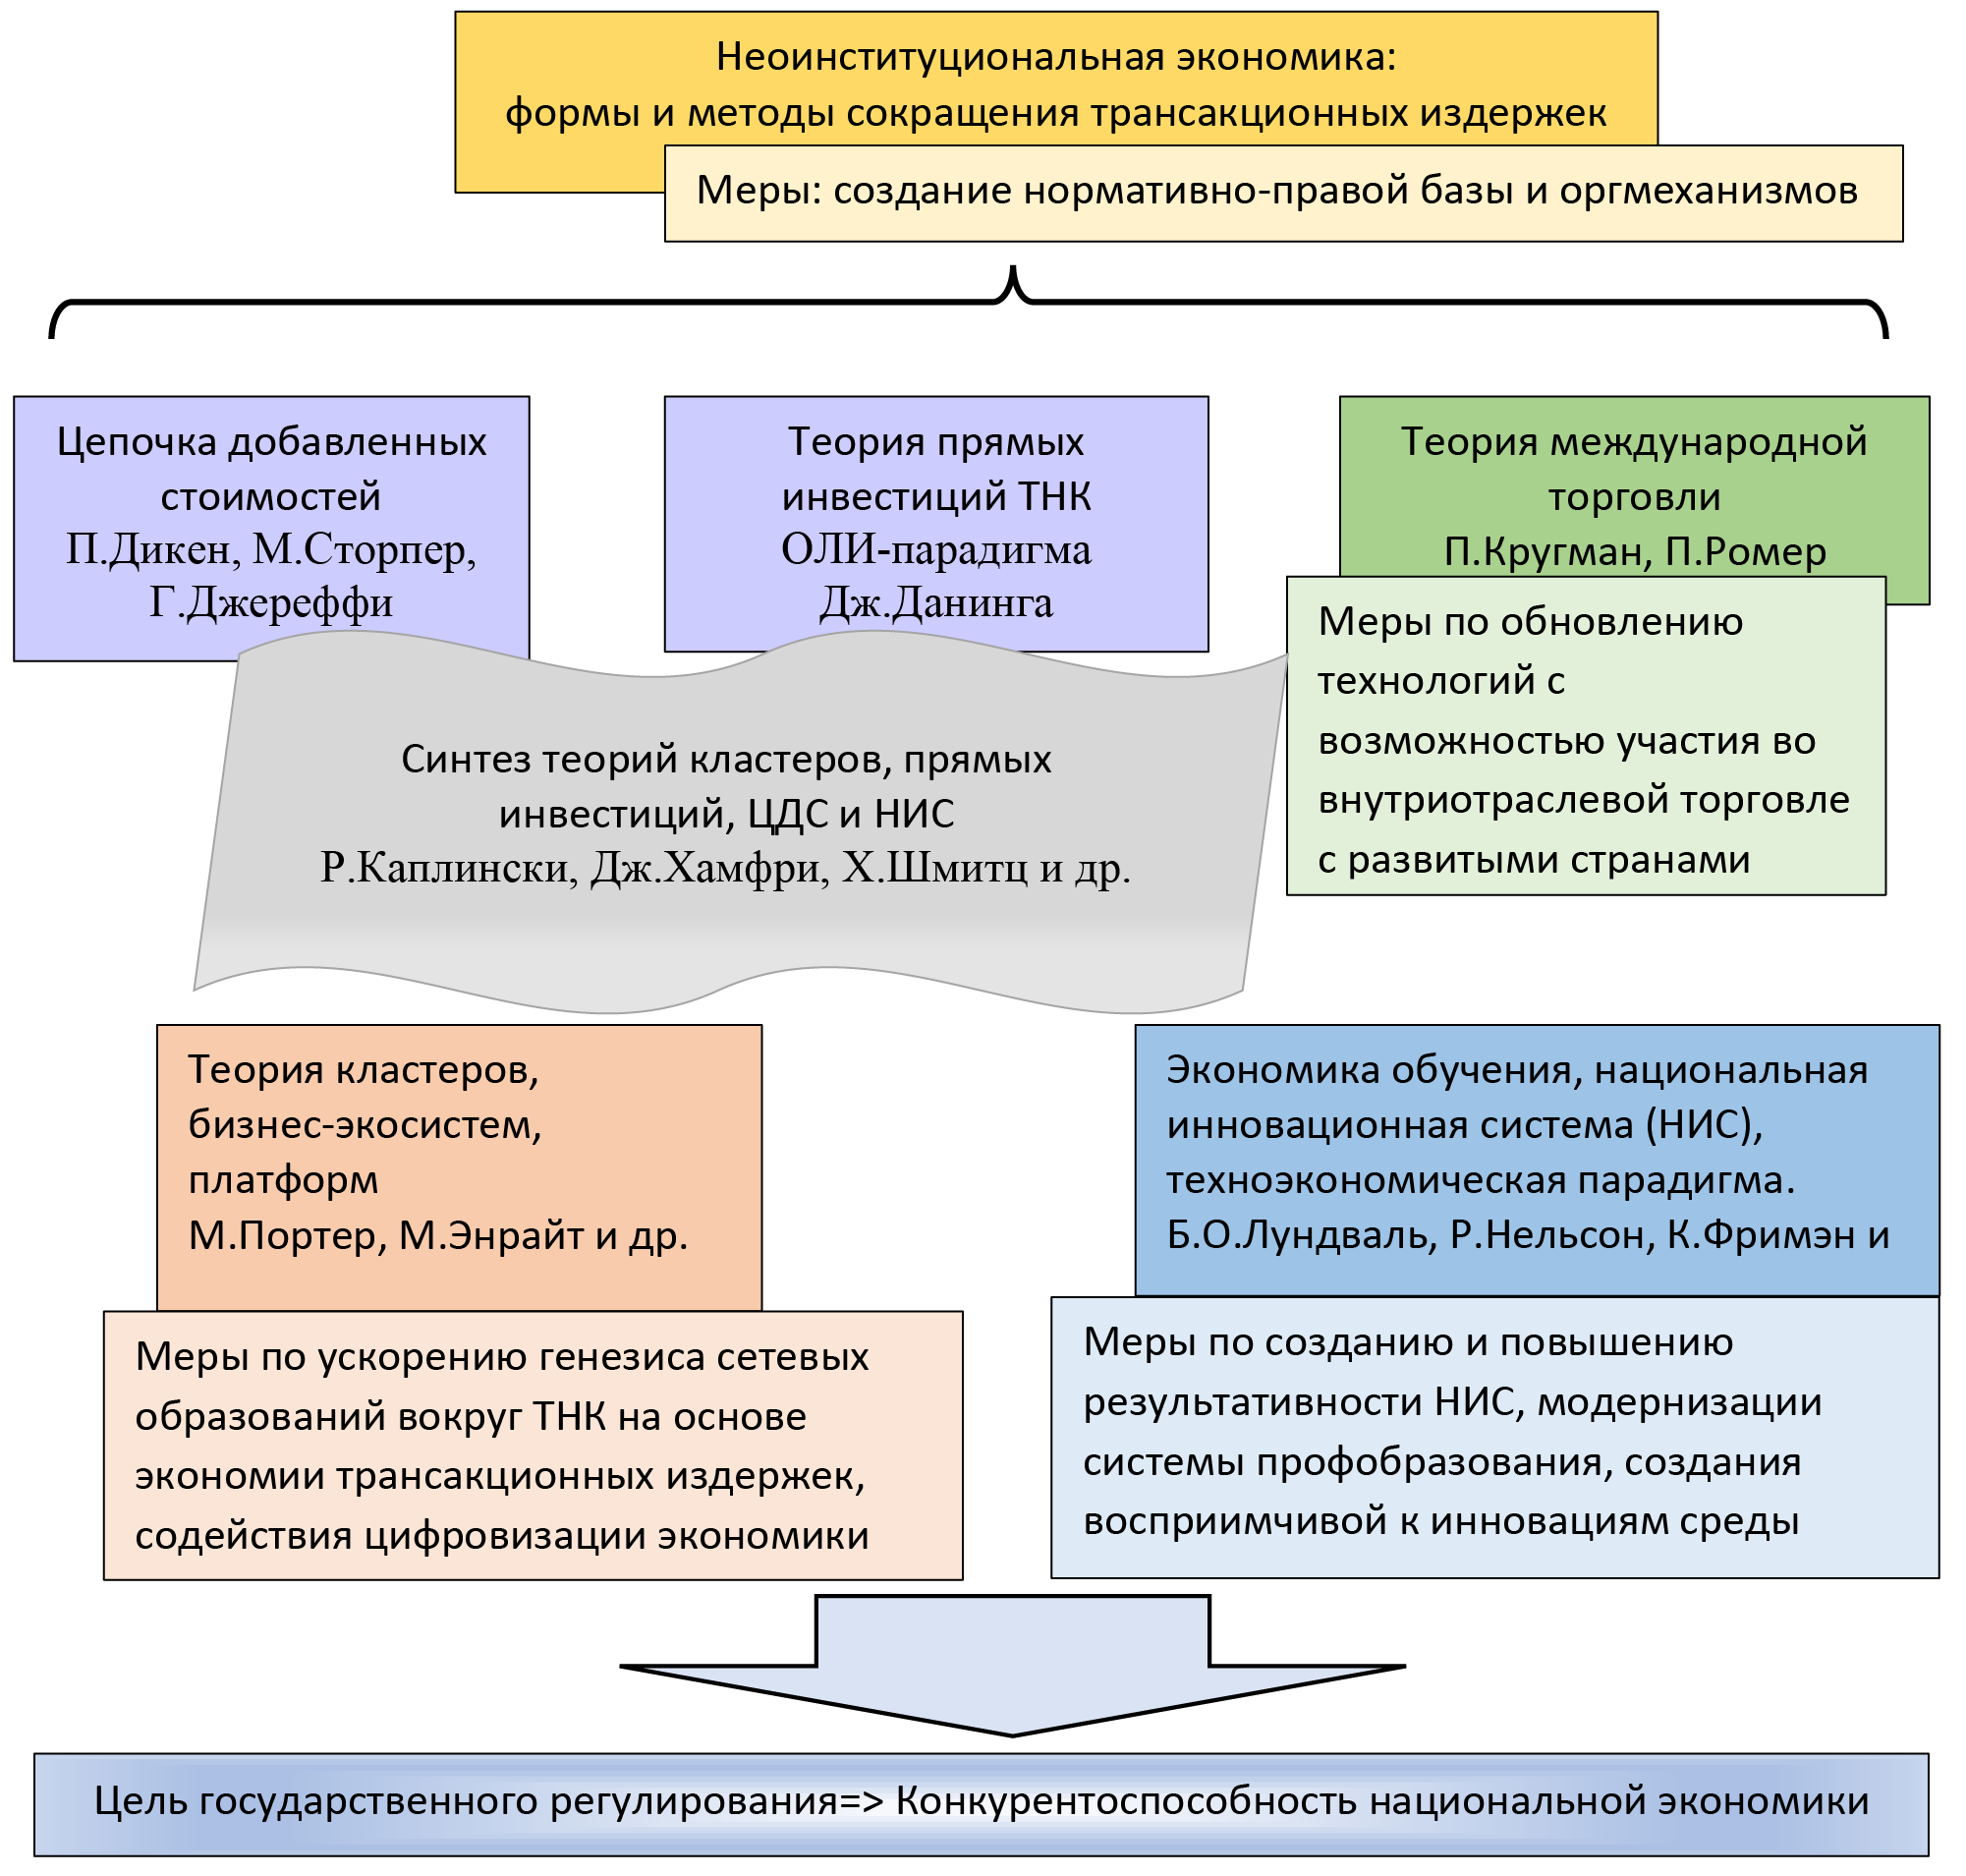 Неоинституциональная экономика:
формы и методы сокращения трансакционных издержек
Меры: создание нормативно-правой базы и оргмеханизмов
Цепочка добавленных
стоимостей
П.Дикен, М.Сторпер,
Г.Джереффи
Теория прямых
инвестиций ТНК
ОЛИ-парадигма
Дж.Данинга
Теория международной
торговли
П.Кругман, П.Ромер
Меры по обновлению
технологий с
возможностью участия во
внутриотраслевой торговле
с развитыми странами
Синтез теорий кластеров, прямых
инвестиций, ЦДС и НИС
Р.Каплински, Дж.Хамфри, Х.Шмитц и др.
Теория кластеров,
бизнес-экосистем,
платформ
М.Портер, М.Энрайт и др.
Экономика обучения, национальная
инновационная система (НИС),
техноэкономическая парадигма.
Б.О.Лундваль, Р.Нельсон, К.Фримэн и
Меры по ускорению генезиса сетевых
образований вокруг ТНК на основе
экономии трансакционных издержек,
содействия цифровизации экономики
Меры по созданию и повышению
результативности НИС, модернизации
системы профобразования, создания
восприимчивой к инновациям среды
Цель государственного регулирования=> Конкурентоспособность национальной экономики